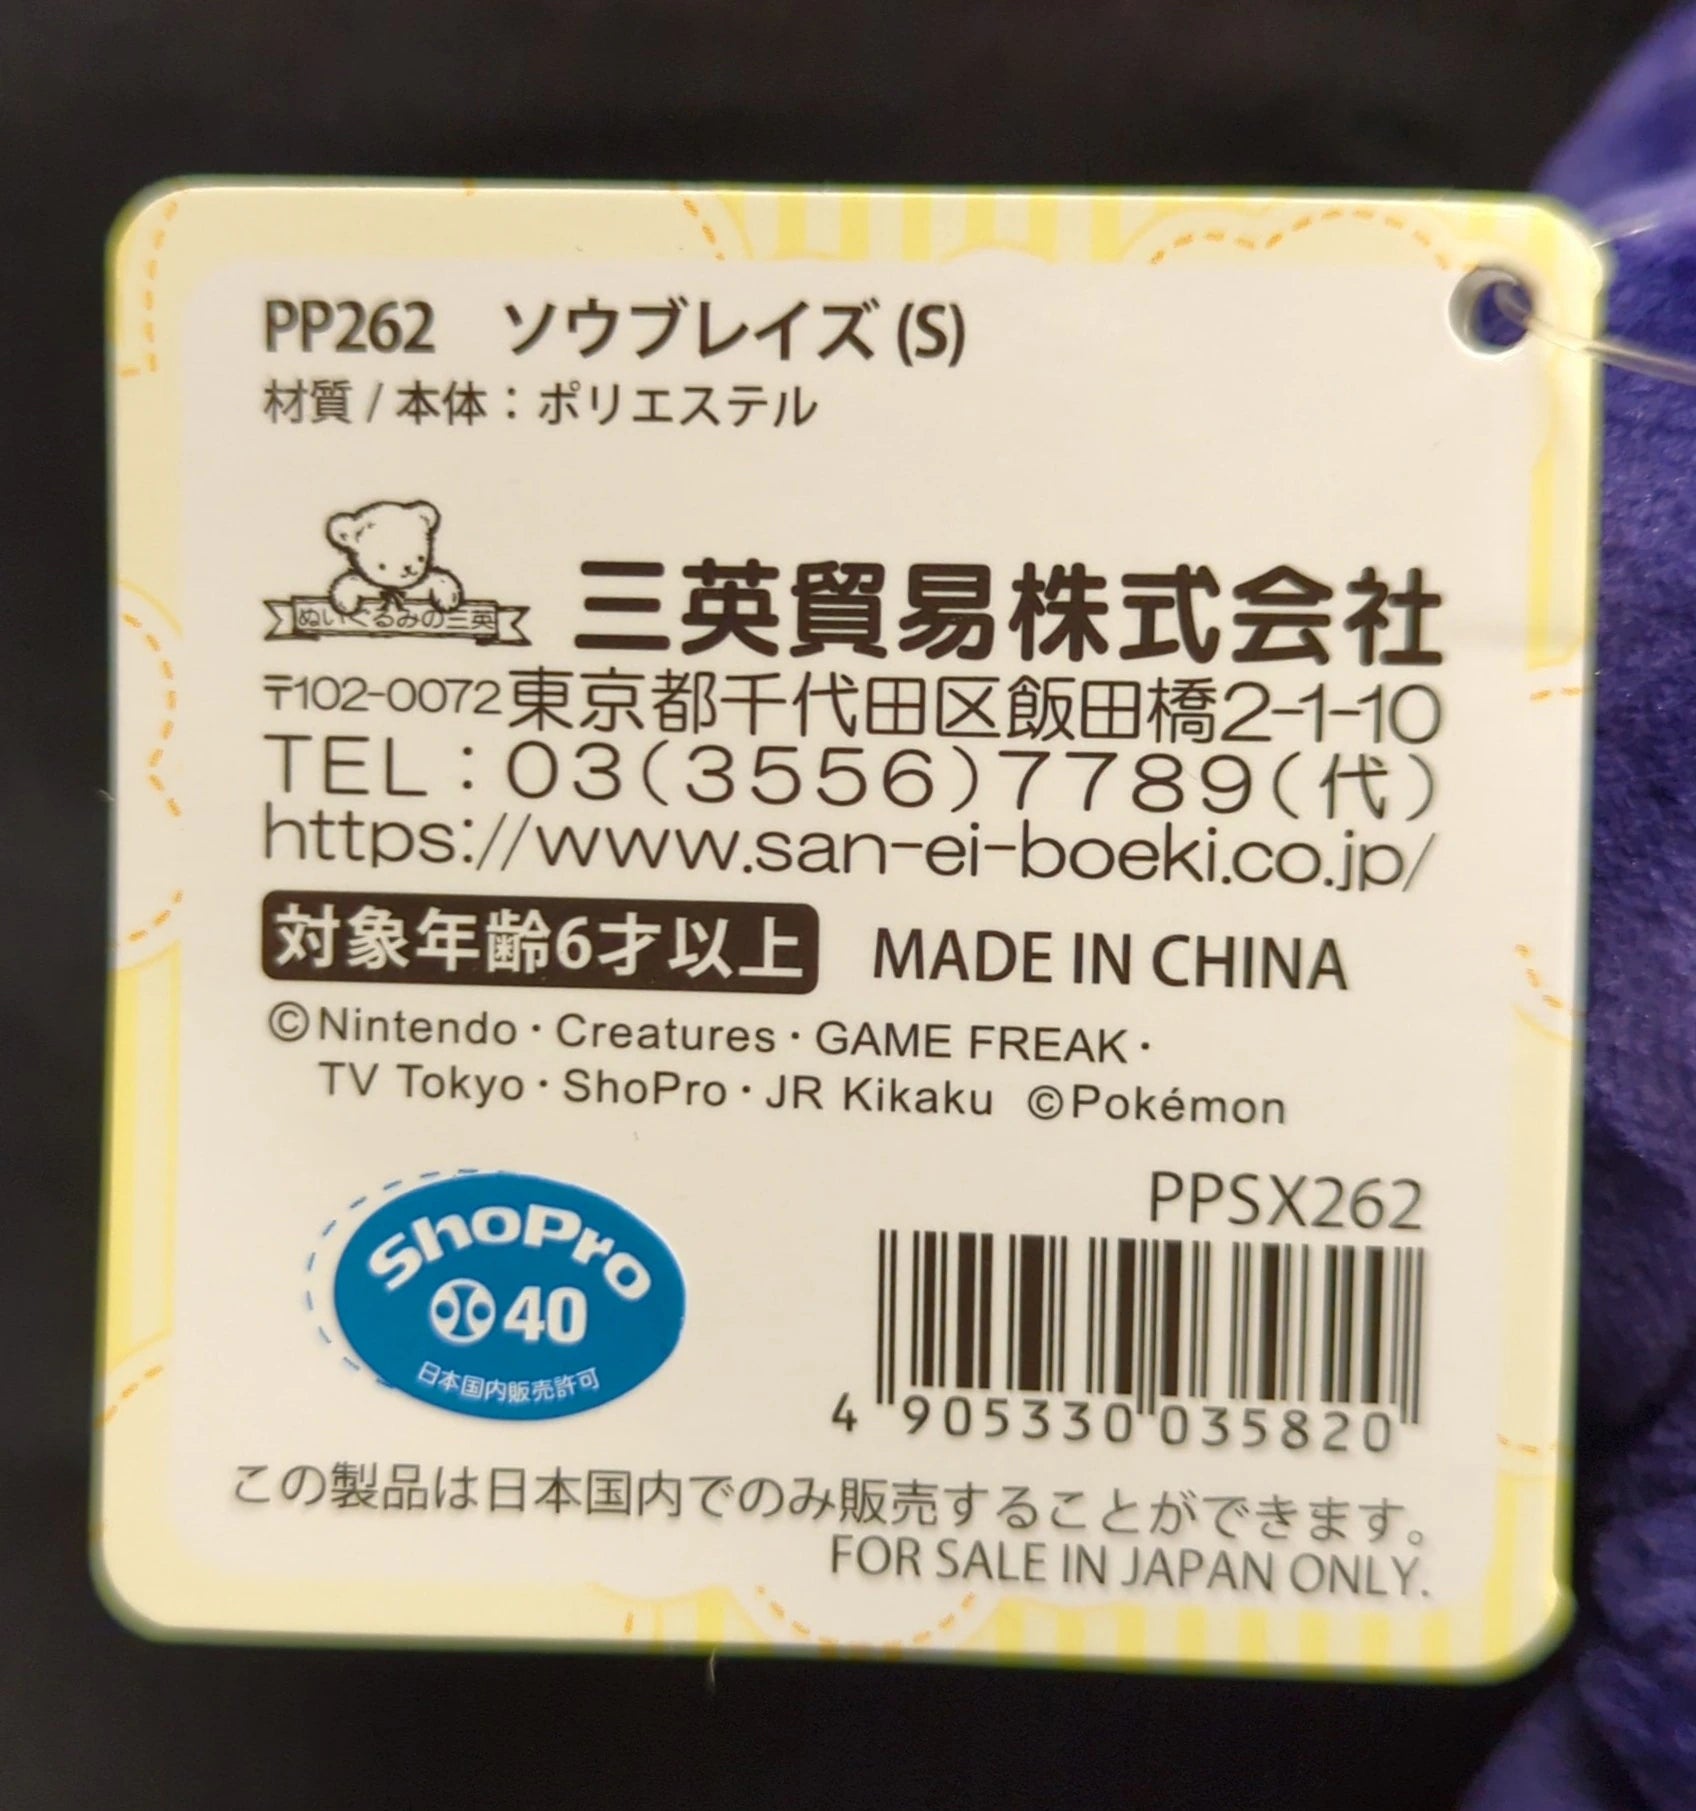 PP262 ソウブレイズ (S)
材質 / 本体：ポリエステル
ぬいぐるみの三英
三英貿易株式会社
〒102-0072東京都千代田区飯田橋2-1-10
TEL：03(3556)7789(代)
https://www.san-ei-boeki.co.jp/
対象年齢6才以上 MADE IN CHINA
©Nintendo・Creatures・GAME FREAK・
TV Tokyo・ShoPro・JR Kikaku ©Pokémon
ShoPro
40
日本国内販売許可
PPSX262
4 905330 035820
この製品は日本国内でのみ販売することができます。
FOR SALE IN JAPAN ONLY.